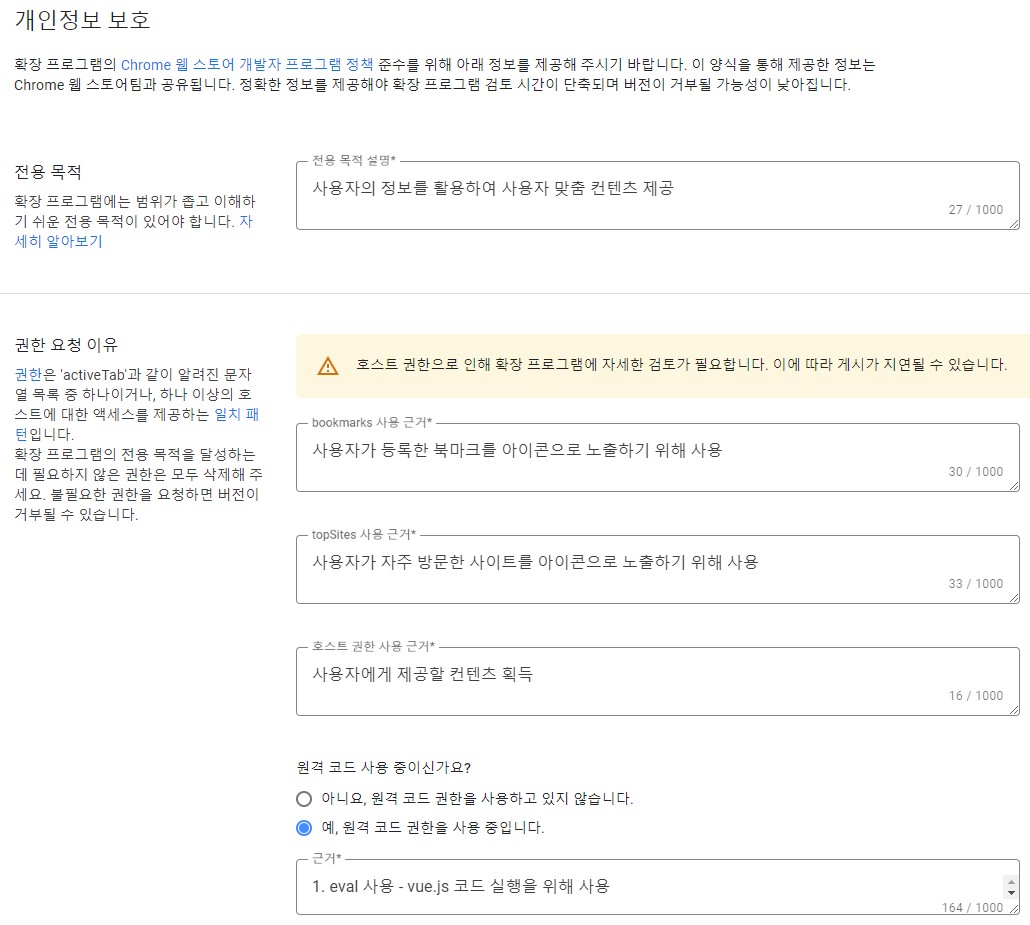 개인정보 보호
확장 프로그램의 Chrome 웹 스토어 개발자 프로그램 정책 준수를 위해 아래 정보를 제공해 주시기 바랍니다. 이 양식을 통해 제공한 정보는
Chrome 웹 스토어팀과 공유됩니다. 정확한 정보를 제공해야 확장 프로그램 검토 시간이 단축되며 버전이 거부될 가능성이 낮아집니다.
전용 목적
확장 프로그램에는 범위가 좁고 이해하
기 쉬운 전용 목적이 있어야 합니다. 자
세히 알아보기
전용 목적 설명*
사용자의 정보를 활용하여 사용자 맞춤 컨텐츠 제공
27 / 1000
권한 요청 이유
권한은 'activeTab'과 같이 알려진 문자
열 목록 중 하나이거나, 하나 이상의 호
스트에 대한 액세스를 제공하는 일치 패
턴입니다.
확장 프로그램의 전용 목적을 달성하는
데 필요하지 않은 권한은 모두 삭제해 주
세요. 불필요한 권한을 요청하면 버전이
거부될 수 있습니다.
호스트 권한으로 인해 확장 프로그램에 자세한 검토가 필요합니다. 이에 따라 게시가 지연될 수 있습니다.
bookmarks 사용 근거*
사용자가 등록한 북마크를 아이콘으로 노출하기 위해 사용
30 / 1000
topSites 사용 근거*
사용자가 자주 방문한 사이트를 아이콘으로 노출하기 위해 사용
33 / 1000
호스트 권한 사용 근거*
사용자에게 제공할 컨텐츠 획득
16 / 1000
원격 코드 사용 중이신가요?
아니요, 원격 코드 권한을 사용하고 있지 않습니다.
예, 원격 코드 권한을 사용 중입니다.
근거*
1. eval 사용 - vue.js 코드 실행을 위해 사용
164 / 1000